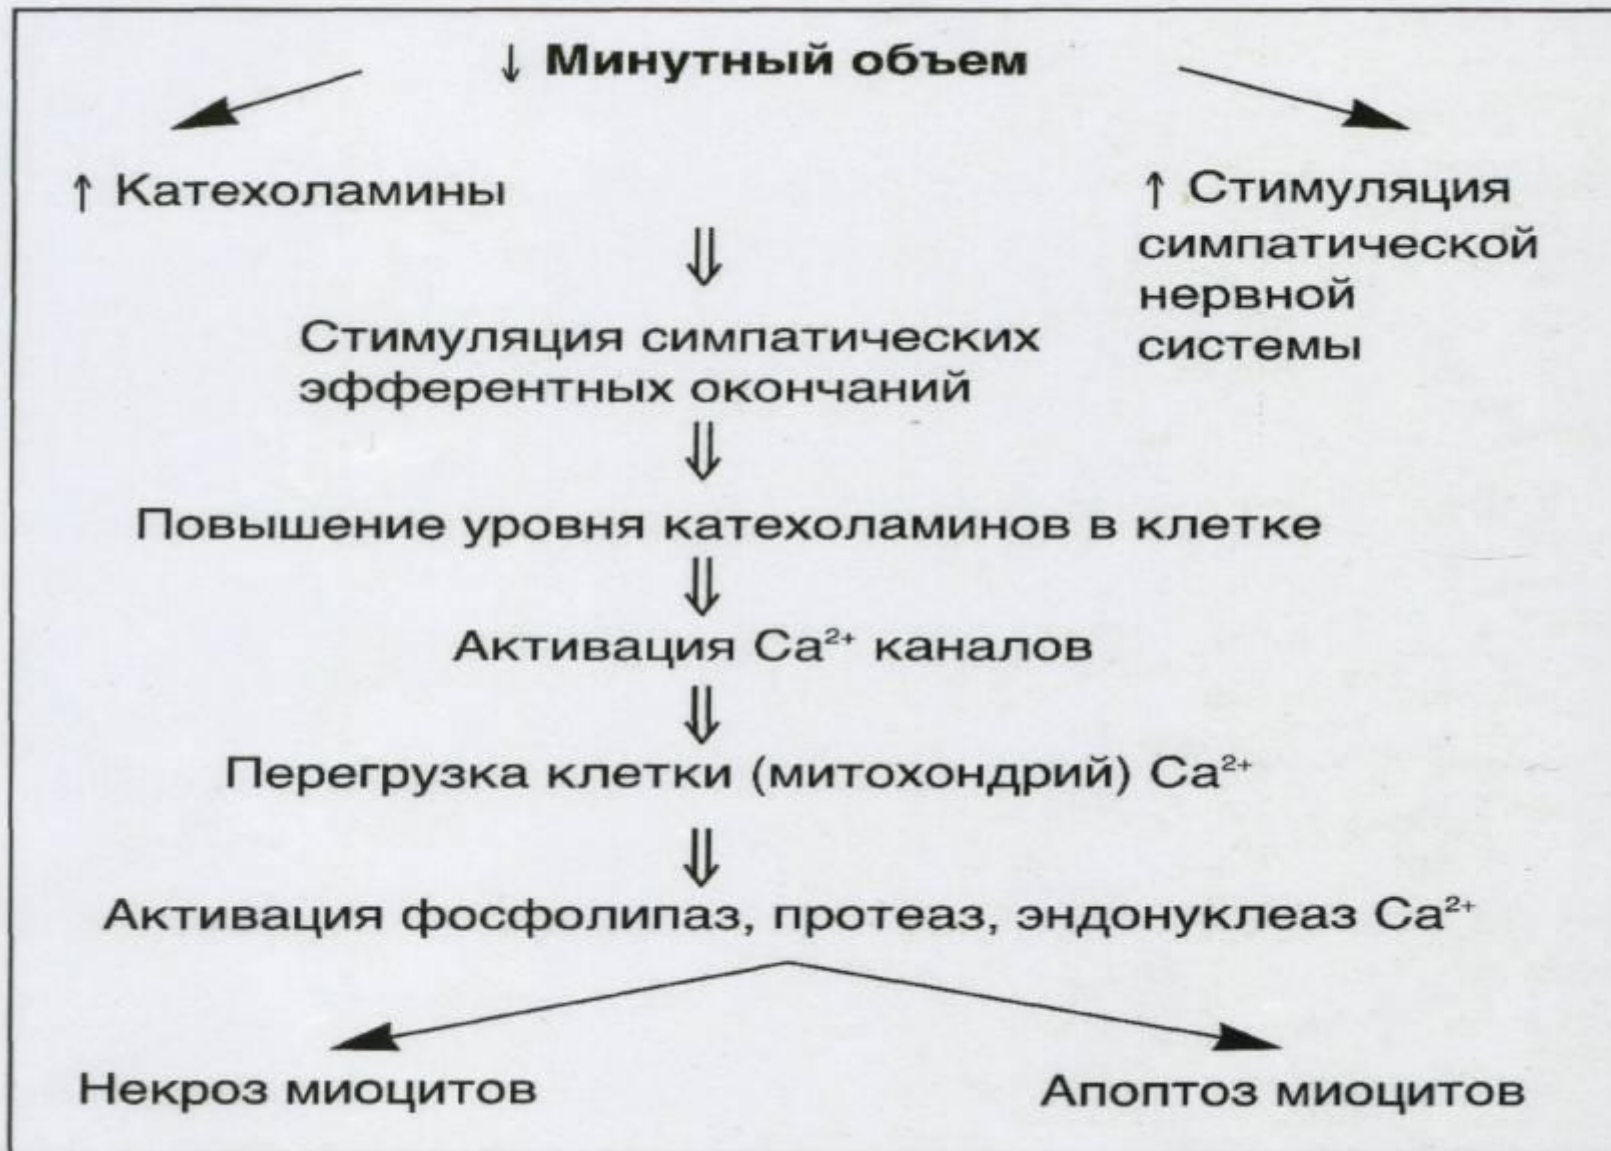 ↓ Минутный объем
↑ Катехоламины
↑ Стимуляция
симпатической
нервной
системы
Стимуляция симпатических
эфферентных окончаний
Повышение уровня катехоламинов в клетке
Активация Ca²⁺ каналов
Перегрузка клетки (митохондрий) Ca²⁺
Активация фосфолипаз, протеаз, эндонуклеаз Ca²⁺
Некроз миоцитов
Апоптоз миоцитов